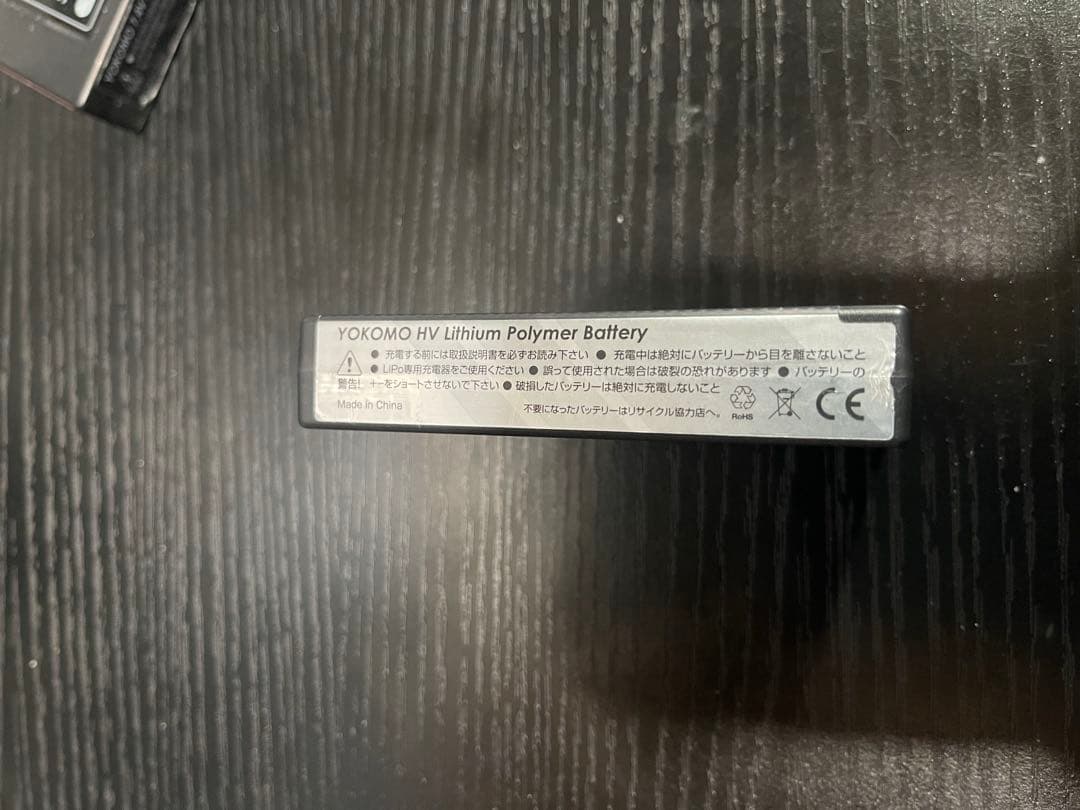 YOKOMO 7.6V
YOKOMO HV Lithium Polymer Battery
● 充電する前には取扱説明書を必ずお読み下さい ● 充電中は絶対にバッテリーから目を離さないこと
● LiPo専用充電器をご使用ください ● 誤って使用された場合は破裂の恐れがあります ● バッテリーの
警告! +-をショートさせないで下さい ● 破損したバッテリーは絶対に充電しないこと
Made in China
不要になったバッテリーはリサイクル協力店へ。
RoHS
CE